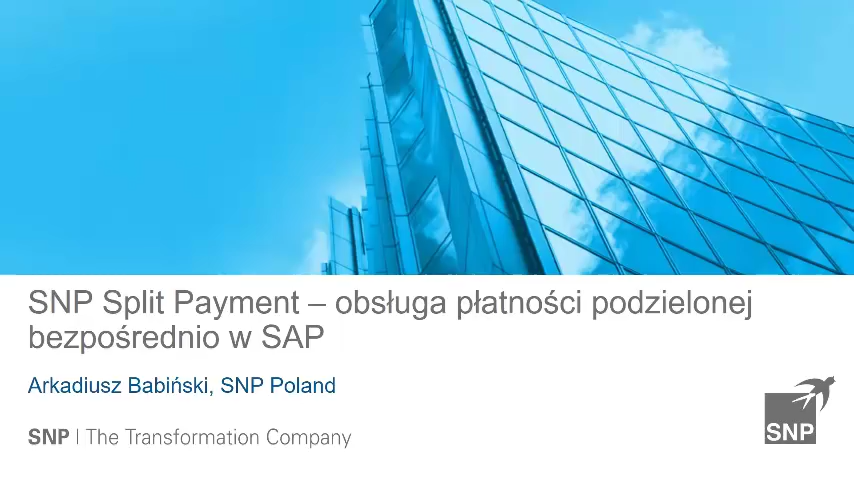 SNP Split Payment – obsługa płatności podzielonej
bezpośrednio w SAP
Arkadiusz Babiński, SNP Poland
SNP | The Transformation Company
SNP